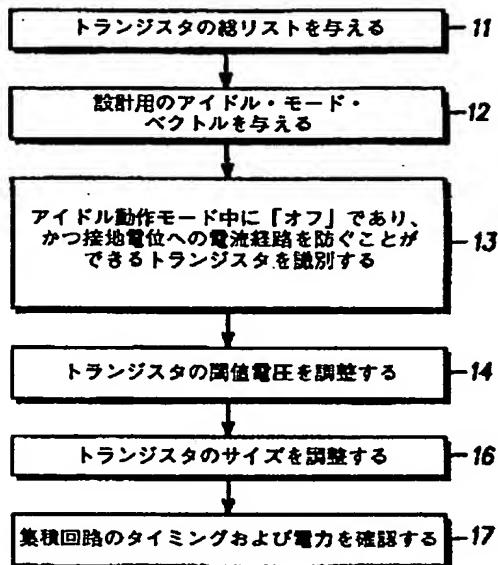 トランジスタの総リストを与える
11
設計用のアイドル・モード・
ベクトルを与える
12
アイドル動作モード中に「オフ」であり、
かつ接地電位への電流経路を防ぐことが
できるトランジスタを識別する
13
トランジスタの閾値電圧を調整する
14
トランジスタのサイズを調整する
16
集積回路のタイミングおよび電力を確認する
17